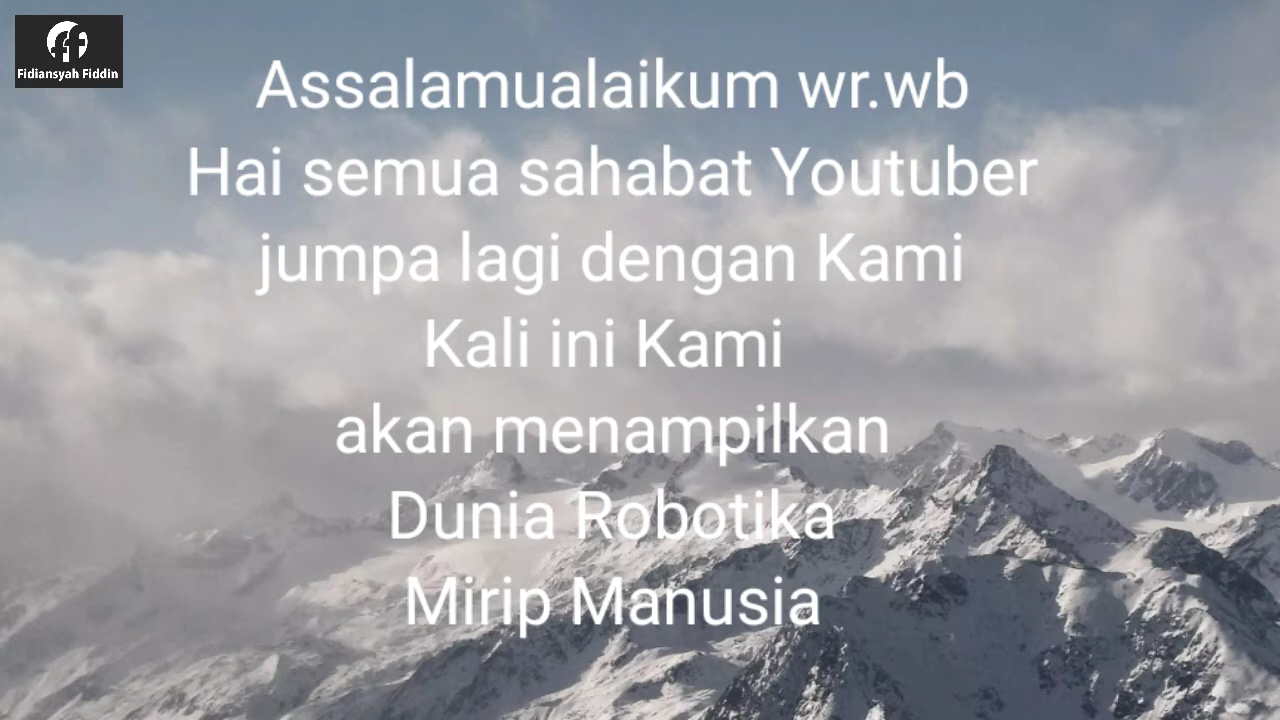 Fidiansyah Fiddin
Assalamualaikum wr.wb
Hai semua sahabat Youtuber
jumpa lagi dengan Kami
Kali ini Kami
akan menampilkan
Dunia Robotika
Mirip Manusia